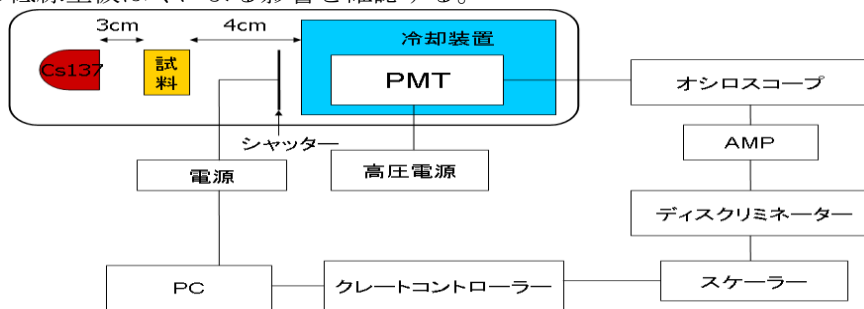 3cm
4cm
冷却装置
Cs137
試料
PMT
オシロスコープ
シャッター
AMP
電源
高圧電源
ディスクリミネーター
PC
クレートコントローラー
スケーラー